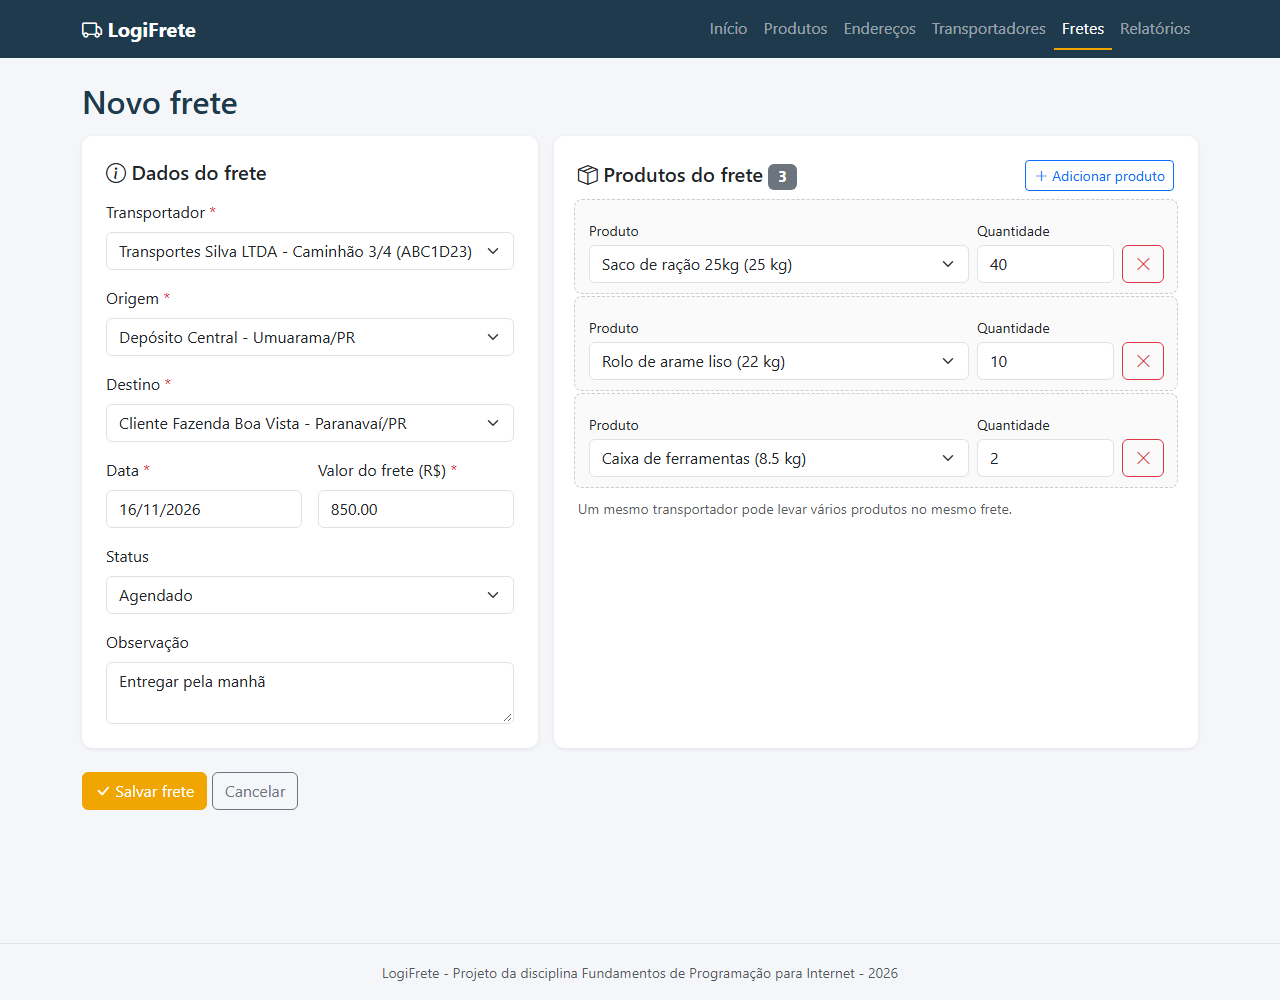 LogiFrete
Início Produtos Endereços Transportadores Fretes Relatórios
Novo frete
Dados do frete
Transportador *
Transportes Silva LTDA - Caminhão 3/4 (ABC1D23)
Origem *
Depósito Central - Umuarama/PR
Destino *
Cliente Fazenda Boa Vista - Paranavaí/PR
Data * Valor do frete (R$) *
16/11/2026 850.00
Status
Agendado
Observação
Entregar pela manhã
Produtos do frete 3 Adicionar produto
Produto Quantidade
Saco de ração 25kg (25 kg) 40
Produto Quantidade
Rolo de arame liso (22 kg) 10
Produto Quantidade
Caixa de ferramentas (8.5 kg) 2
Um mesmo transportador pode levar vários produtos no mesmo frete.
Salvar frete Cancelar
LogiFrete - Projeto da disciplina Fundamentos de Programação para Internet - 2026